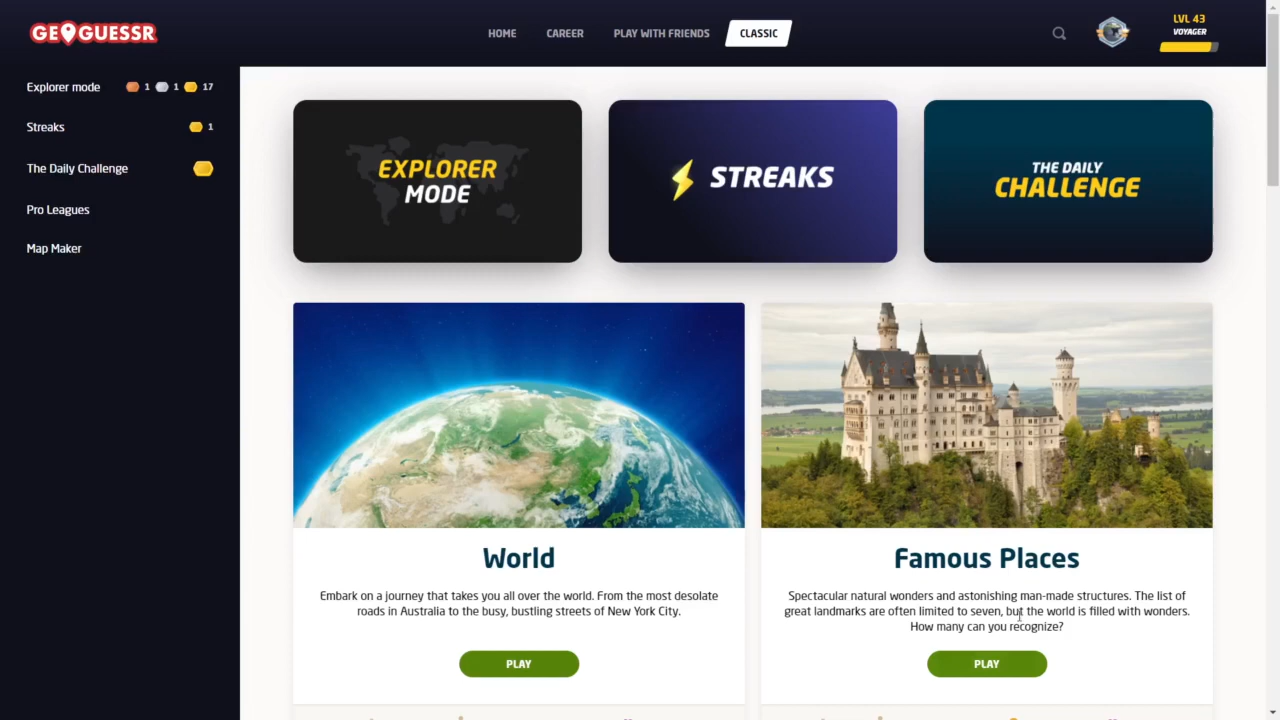 GEOGUESSR
HOME CAREER PLAY WITH FRIENDS CLASSIC
LVL 43
VOYAGER
Explorer mode 1 1 17
Streaks 1
The Daily Challenge
Pro Leagues
Map Maker
EXPLORER
MODE
STREAKS
THE DAILY
CHALLENGE
World
Embark on a journey that takes you all over the world. From the most desolate
roads in Australia to the busy, bustling streets of New York City.
PLAY
Famous Places
Spectacular natural wonders and astonishing man-made structures. The list of
great landmarks are often limited to seven, but the world is filled with wonders.
How many can you recognize?
PLAY